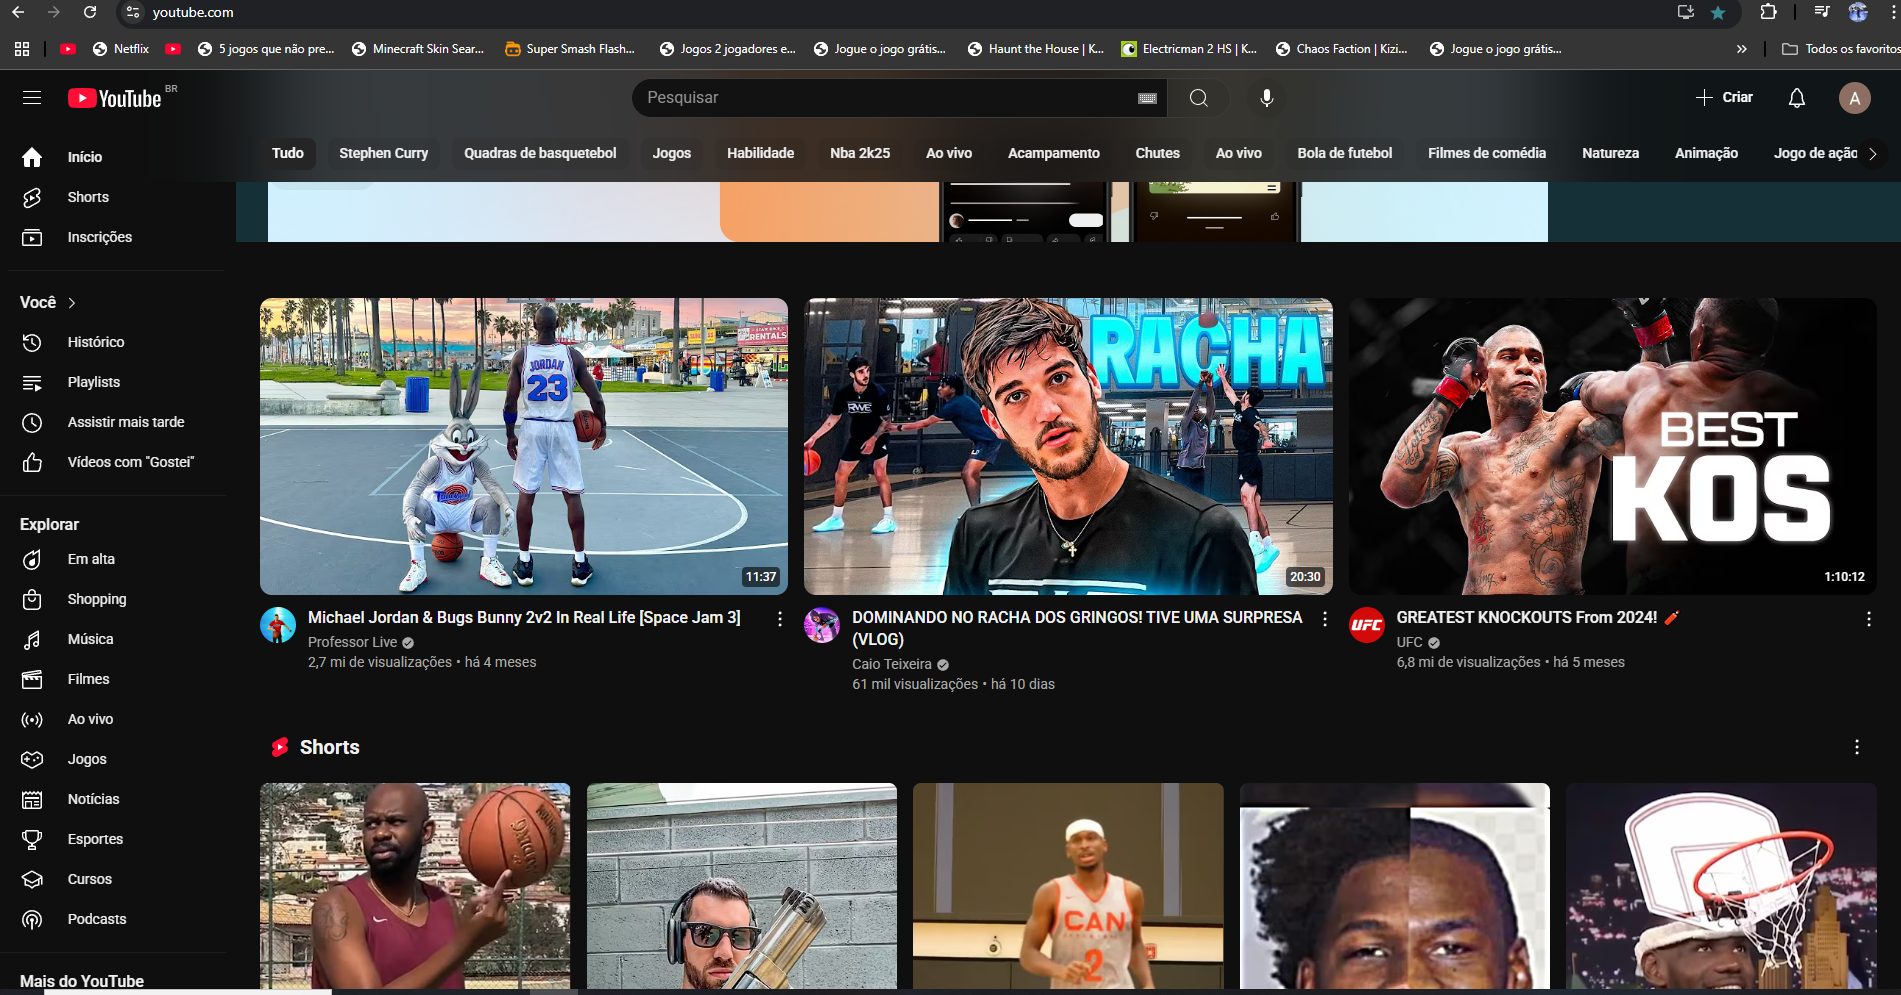 youtube.com
Netflix
5 jogos que não pre...
Minecraft Skin Sear...
Super Smash Flash...
Jogos 2 jogadores e...
Jogue o jogo grátis...
Haunt the House | K...
Electricman 2 HS | K...
Chaos Faction | Kizi...
Jogue o jogo grátis...
Todos os favoritos
YouTube BR
Pesquisar
Criar
A
Tudo
Stephen Curry
Quadras de basquetebol
Jogos
Habilidade
Nba 2k25
Ao vivo
Acampamento
Chutes
Ao vivo
Bola de futebol
Filmes de comédia
Natureza
Animação
Jogo de ação
Início
Shorts
Inscrições
Você
Histórico
Playlists
Assistir mais tarde
Vídeos com "Gostei"
Explorar
Em alta
Shopping
Música
Filmes
Ao vivo
Jogos
Notícias
Esportes
Cursos
Podcasts
Mais do YouTube
RENTALS
JORDAN
23
11:37
Michael Jordan & Bugs Bunny 2v2 In Real Life [Space Jam 3]
Professor Live
2,7 mi de visualizações • há 4 meses
RACHA
RWE
20:30
DOMINANDO NO RACHA DOS GRINGOS! TIVE UMA SURPRESA
(VLOG)
Caio Teixeira
61 mil visualizações • há 10 dias
BEST
KOS
1:10:12
UFC
GREATEST KNOCKOUTS From 2024!
UFC
6,8 mi de visualizações • há 5 meses
Shorts
CAN
2